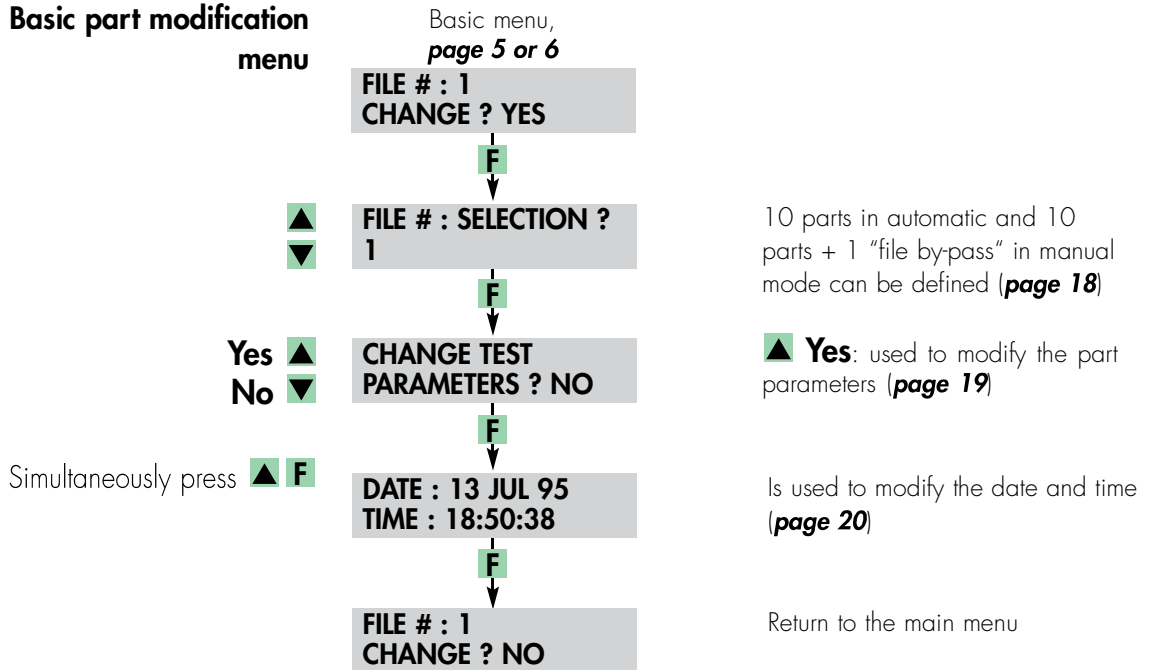 Basic part modification
menu
Basic menu,
page 5 or 6
FILE # : 1
CHANGE ? YES
F
▲
▼
FILE # : SELECTION ?
1
10 parts in automatic and 10
parts + 1 “file by-pass“ in manual
mode can be defined (page 18)
F
Yes ▲
No ▼
CHANGE TEST
PARAMETERS ? NO
▲ Yes: used to modify the part
parameters (page 19)
F
Simultaneously press ▲ F
DATE : 13 JUL 95
TIME : 18:50:38
Is used to modify the date and time
(page 20)
F
FILE # : 1
CHANGE ? NO
Return to the main menu